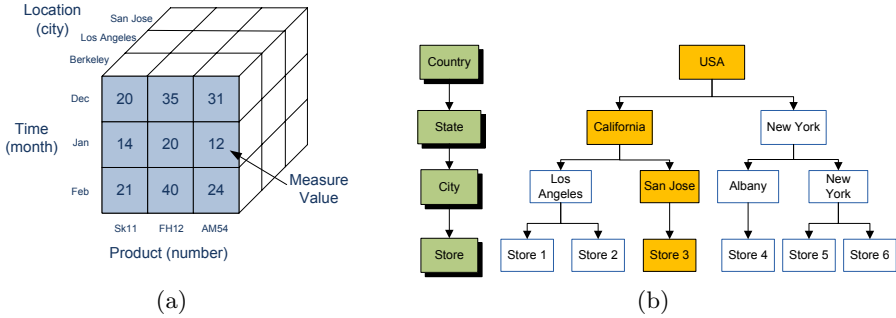 Location
(city)
San Jose
Los Angeles
Berkeley
Time
(month)
Dec
20 35 31
Jan
14 20 12
Feb
21 40 24
Measure
Value
Sk11 FH12 AM54
Product (number)
(a)
Country
USA
State
California
New York
City
Los
Angeles
San Jose
Albany
New
York
Store
Store 1
Store 2
Store 3
Store 4
Store 5
Store 6
(b)